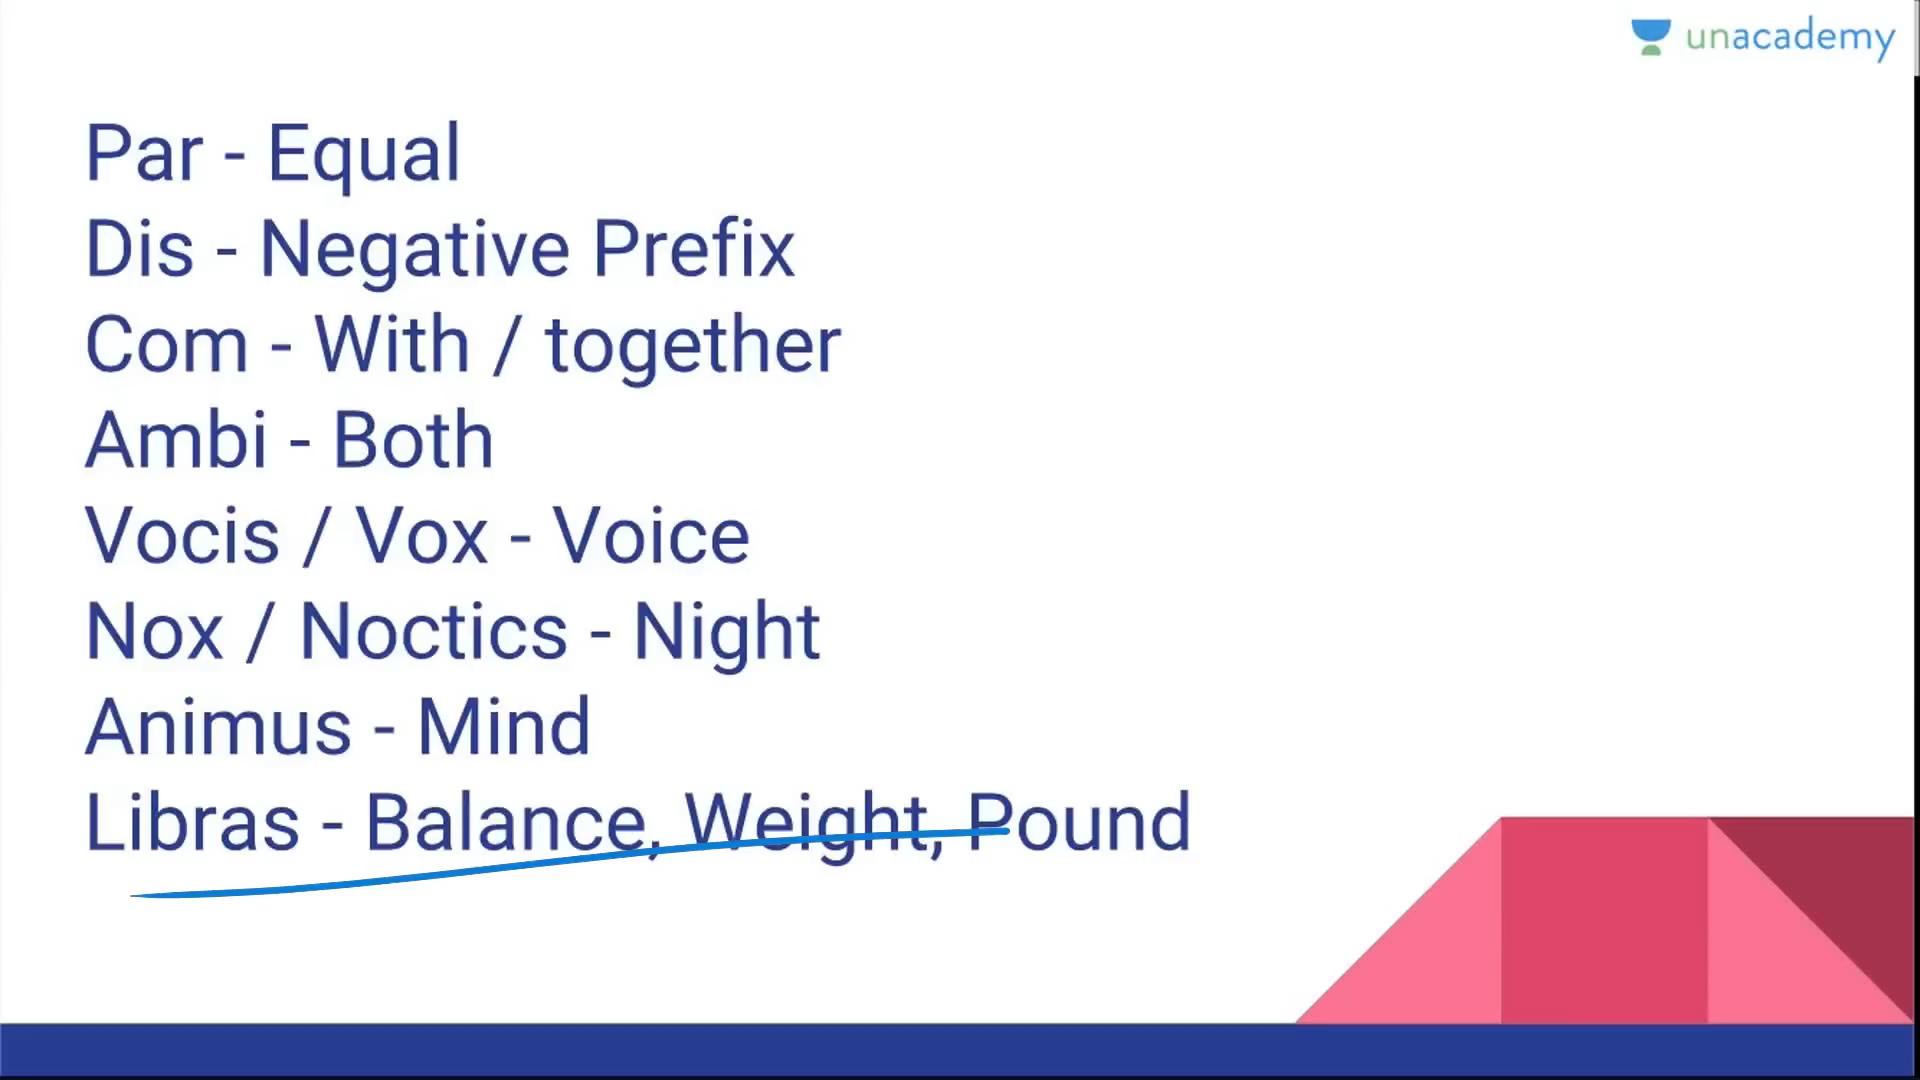 unacademy
Par - Equal
Dis - Negative Prefix
Com - With / together
Ambi - Both
Vocis / Vox - Voice
Nox / Noctics - Night
Animus - Mind
Libras - Balance, Weight, Pound